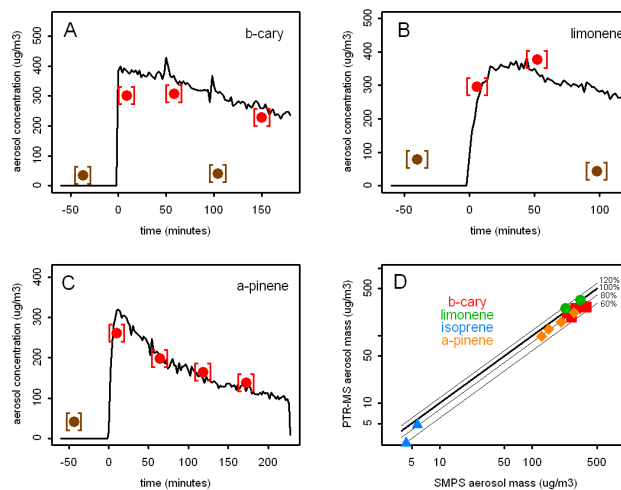 A
b-cary
aerosol concentration (ug/m3)
0 100 200 300 400 500
-50 0 50 100 150
time (minutes)
B
limonene
aerosol concentration (ug/m3)
0 100 200 300 400 500
-50 0 50 100
time (minutes)
C
a-pinene
aerosol concentration (ug/m3)
0 100 200 300 400
-50 0 50 100 150 200
time (minutes)
D
b-cary
limonene
isoprene
a-pinene
120%
100%
80%
60%
PTR-MS aerosol mass (ug/m3)
5 10 50 100 500
5 10 50 100 500
SMPS aerosol mass (ug/m3)